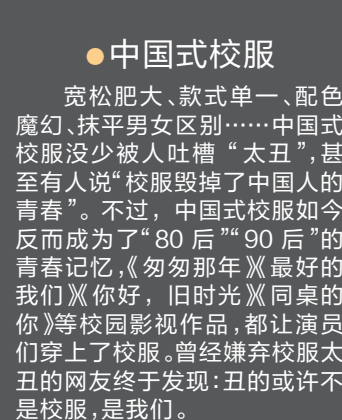 ●中国式校服
宽松肥大、款式单一、配色
魔幻、抹平男女区别……中国式
校服没少被人吐槽“太丑”,甚
至有人说“校服毁掉了中国人的
青春”。不过，中国式校服如今
反而成为了“80 后”“90 后”的
青春记忆,《匆匆那年》《最好的
我们》《你好，旧时光》《同桌的
你》等校园影视作品,都让演员
们穿上了校服。曾经嫌弃校服太
丑的网友终于发现:丑的或许不
是校服,是我们。